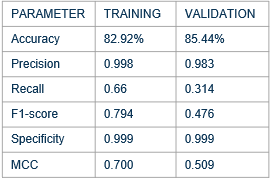 PARAMETER TRAINING VALIDATION
Accuracy 82.92% 85.44%
Precision 0.998 0.983
Recall 0.66 0.314
F1-score 0.794 0.476
Specificity 0.999 0.999
MCC 0.700 0.509